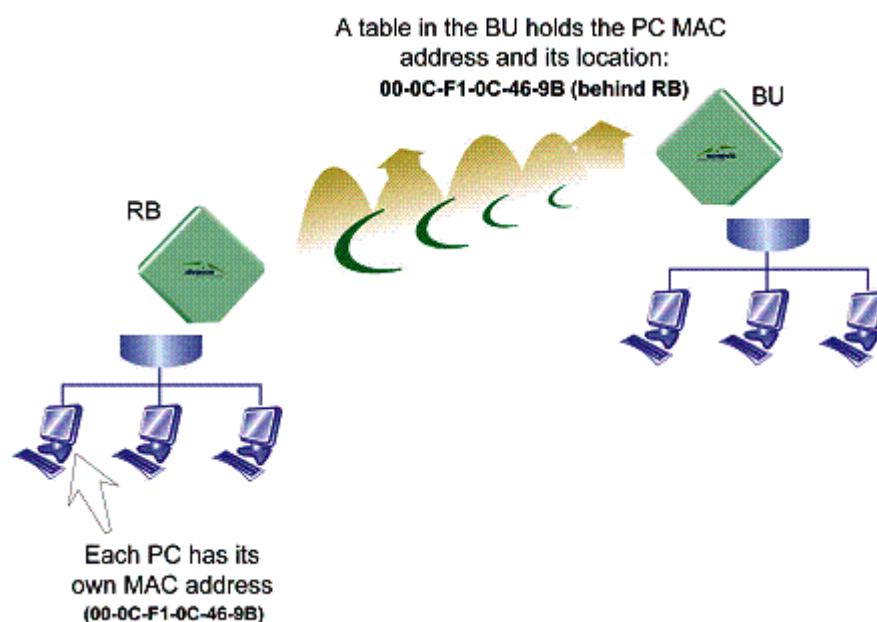 A table in the BU holds the PC MAC
address and its location:
00-0C-F1-0C-46-9B (behind RB)
BU
RB
Each PC has its
own MAC address
(00-0C-F1-0C-46-9B)